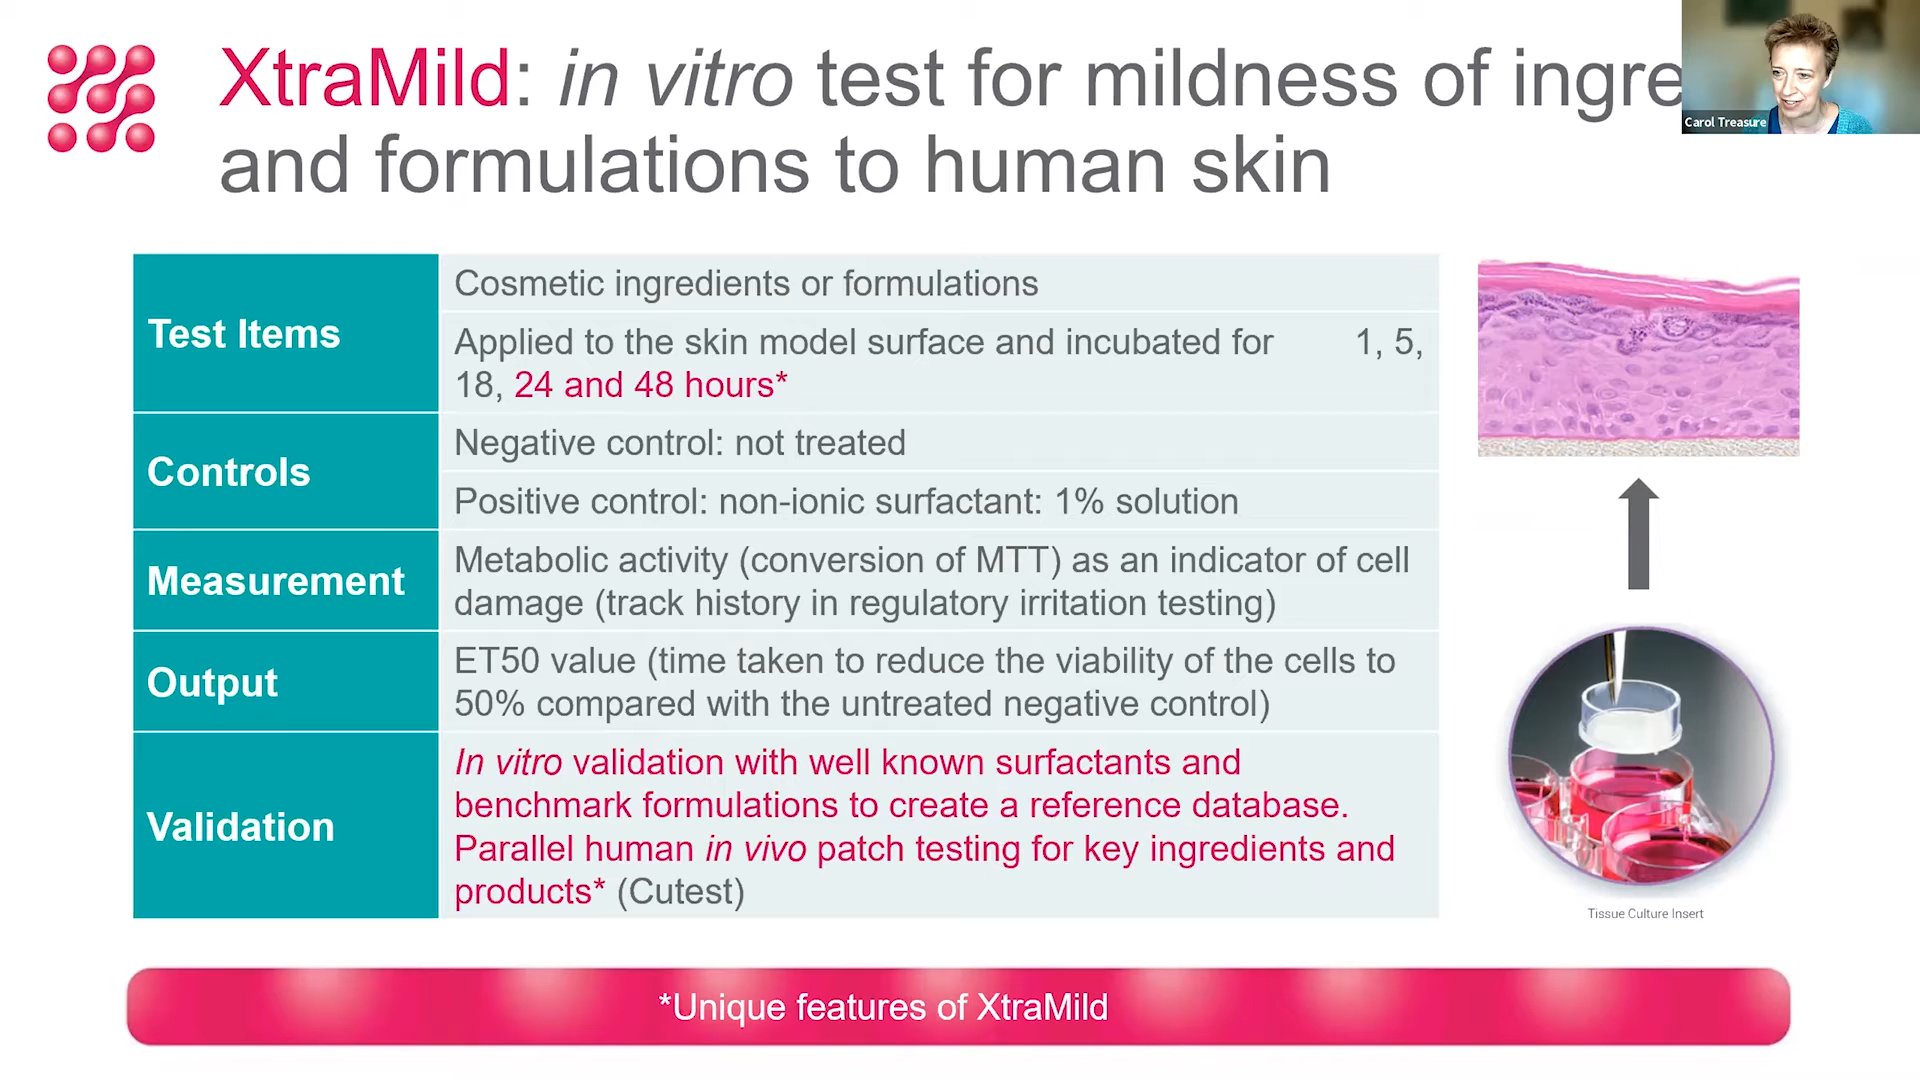 XtraMild: in vitro test for mildness of ingre
and formulations to human skin
Carol Treasure
Test Items
Cosmetic ingredients or formulations
Applied to the skin model surface and incubated for 1, 5,
18, 24 and 48 hours*
Controls
Negative control: not treated
Positive control: non-ionic surfactant: 1% solution
Measurement
Metabolic activity (conversion of MTT) as an indicator of cell
damage (track history in regulatory irritation testing)
Output
ET50 value (time taken to reduce the viability of the cells to
50% compared with the untreated negative control)
Validation
In vitro validation with well known surfactants and
benchmark formulations to create a reference database.
Parallel human in vivo patch testing for key ingredients and
products* (Cutest)
Tissue Culture Insert
*Unique features of XtraMild